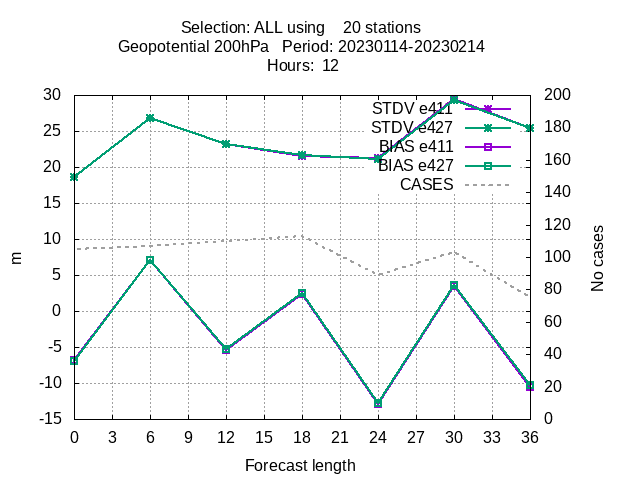 Selection: ALL using    20 stations
Geopotential 200hPa   Period: 20230114-20230214
Hours:  12
30
25
20
15
10
5
0
-5
-10
-15
m
STDV e411
STDV e427
BIAS e411
BIAS e427
CASES
200
180
160
140
120
100
80
60
40
20
0
No cases
0 3 6 9 12 15 18 21 24 27 30 33 36
Forecast length